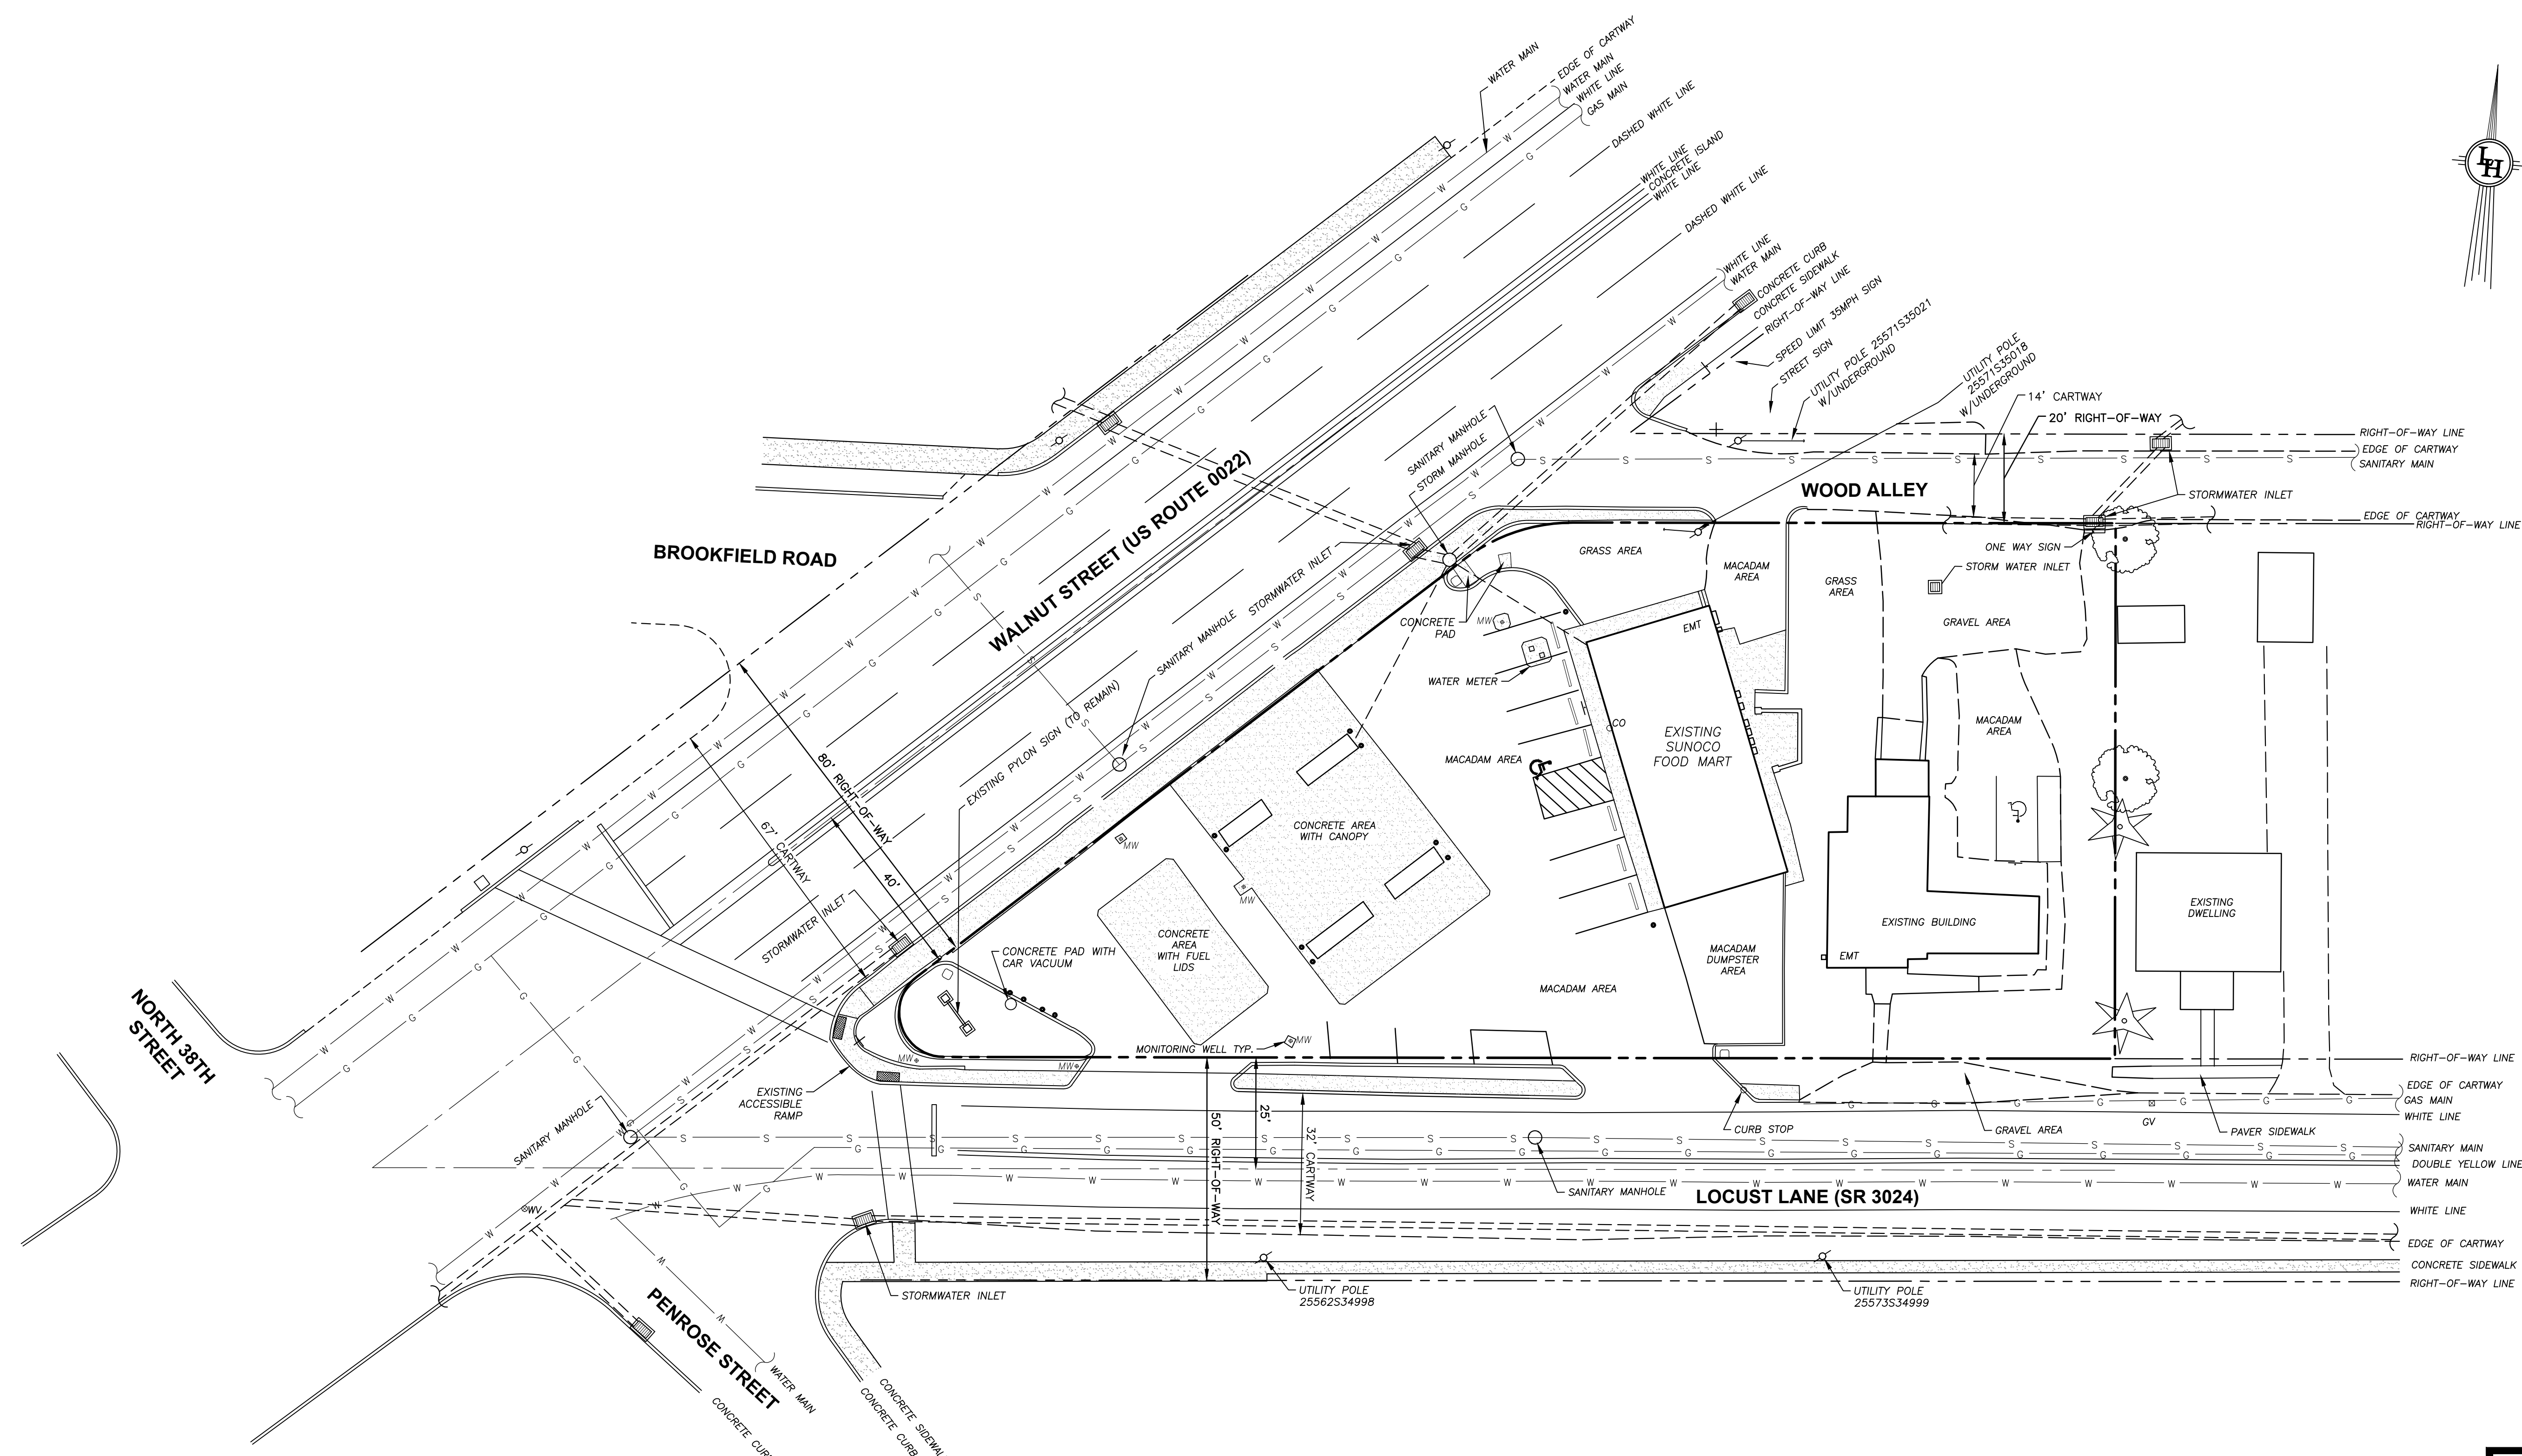 WATER MAIN
EDGE OF CARTWAY
WATER MAIN
WHITE LINE
GAS MAIN
DASHED WHITE LINE
WHITE LINE
CONCRETE ISLAND
WHITE LINE
DASHED WHITE LINE
WHITE LINE
WATER MAIN
CONCRETE CURB
CONCRETE SIDEWALK
RIGHT-OF-WAY LINE
SPEED LIMIT 35MPH SIGN
STREET SIGN
UTILITY POLE 25571S35021
W/UNDERGROUND
UTILITY POLE
25571S35018
W/UNDERGROUND
14' CARTWAY
20' RIGHT-OF-WAY
LH
RIGHT-OF-WAY LINE
EDGE OF CARTWAY
SANITARY MAIN
STORMWATER INLET
EDGE OF CARTWAY
RIGHT-OF-WAY LINE
WOOD ALLEY
SANITARY MANHOLE
STORM MANHOLE
BROOKFIELD ROAD
WALNUT STREET (US ROUTE 0022)
SANITARY MANHOLE
STORMWATER INLET
GRASS AREA
MACADAM
AREA
GRASS
AREA
ONE WAY SIGN
STORM WATER INLET
GRAVEL AREA
CONCRETE
PAD
MW
EMT
WATER METER
CO
EXISTING
SUNOCO
FOOD MART
MACADAM
AREA
MACADAM AREA
80' RIGHT-OF-WAY
67' CARTWAY
40'
EXISTING PYLON SIGN (TO REMAIN)
CONCRETE AREA
WITH CANOPY
MW
MW
STORMWATER INLET
CONCRETE PAD WITH
CAR VACUUM
CONCRETE
AREA
WITH FUEL
LIDS
MACADAM
DUMPSTER
AREA
MACADAM AREA
EXISTING BUILDING
EMT
EXISTING
DWELLING
NORTH 38TH
STREET
MONITORING WELL TYP.
MW
MW
MW
EXISTING
ACCESSIBLE
RAMP
SANITARY MANHOLE
50' RIGHT-OF-WAY
25'
32' CARTWAY
CURB STOP
GRAVEL AREA
GV
PAVER SIDEWALK
RIGHT-OF-WAY LINE
EDGE OF CARTWAY
GAS MAIN
WHITE LINE
SANITARY MAIN
DOUBLE YELLOW LINE
WATER MAIN
WHITE LINE
EDGE OF CARTWAY
CONCRETE SIDEWALK
RIGHT-OF-WAY LINE
SANITARY MANHOLE
LOCUST LANE (SR 3024)
WV
STORMWATER INLET
UTILITY POLE
25562S34998
UTILITY POLE
25573S34999
PENROSE STREET
WATER MAIN
CONCRETE CURB
CONCRETE CURB